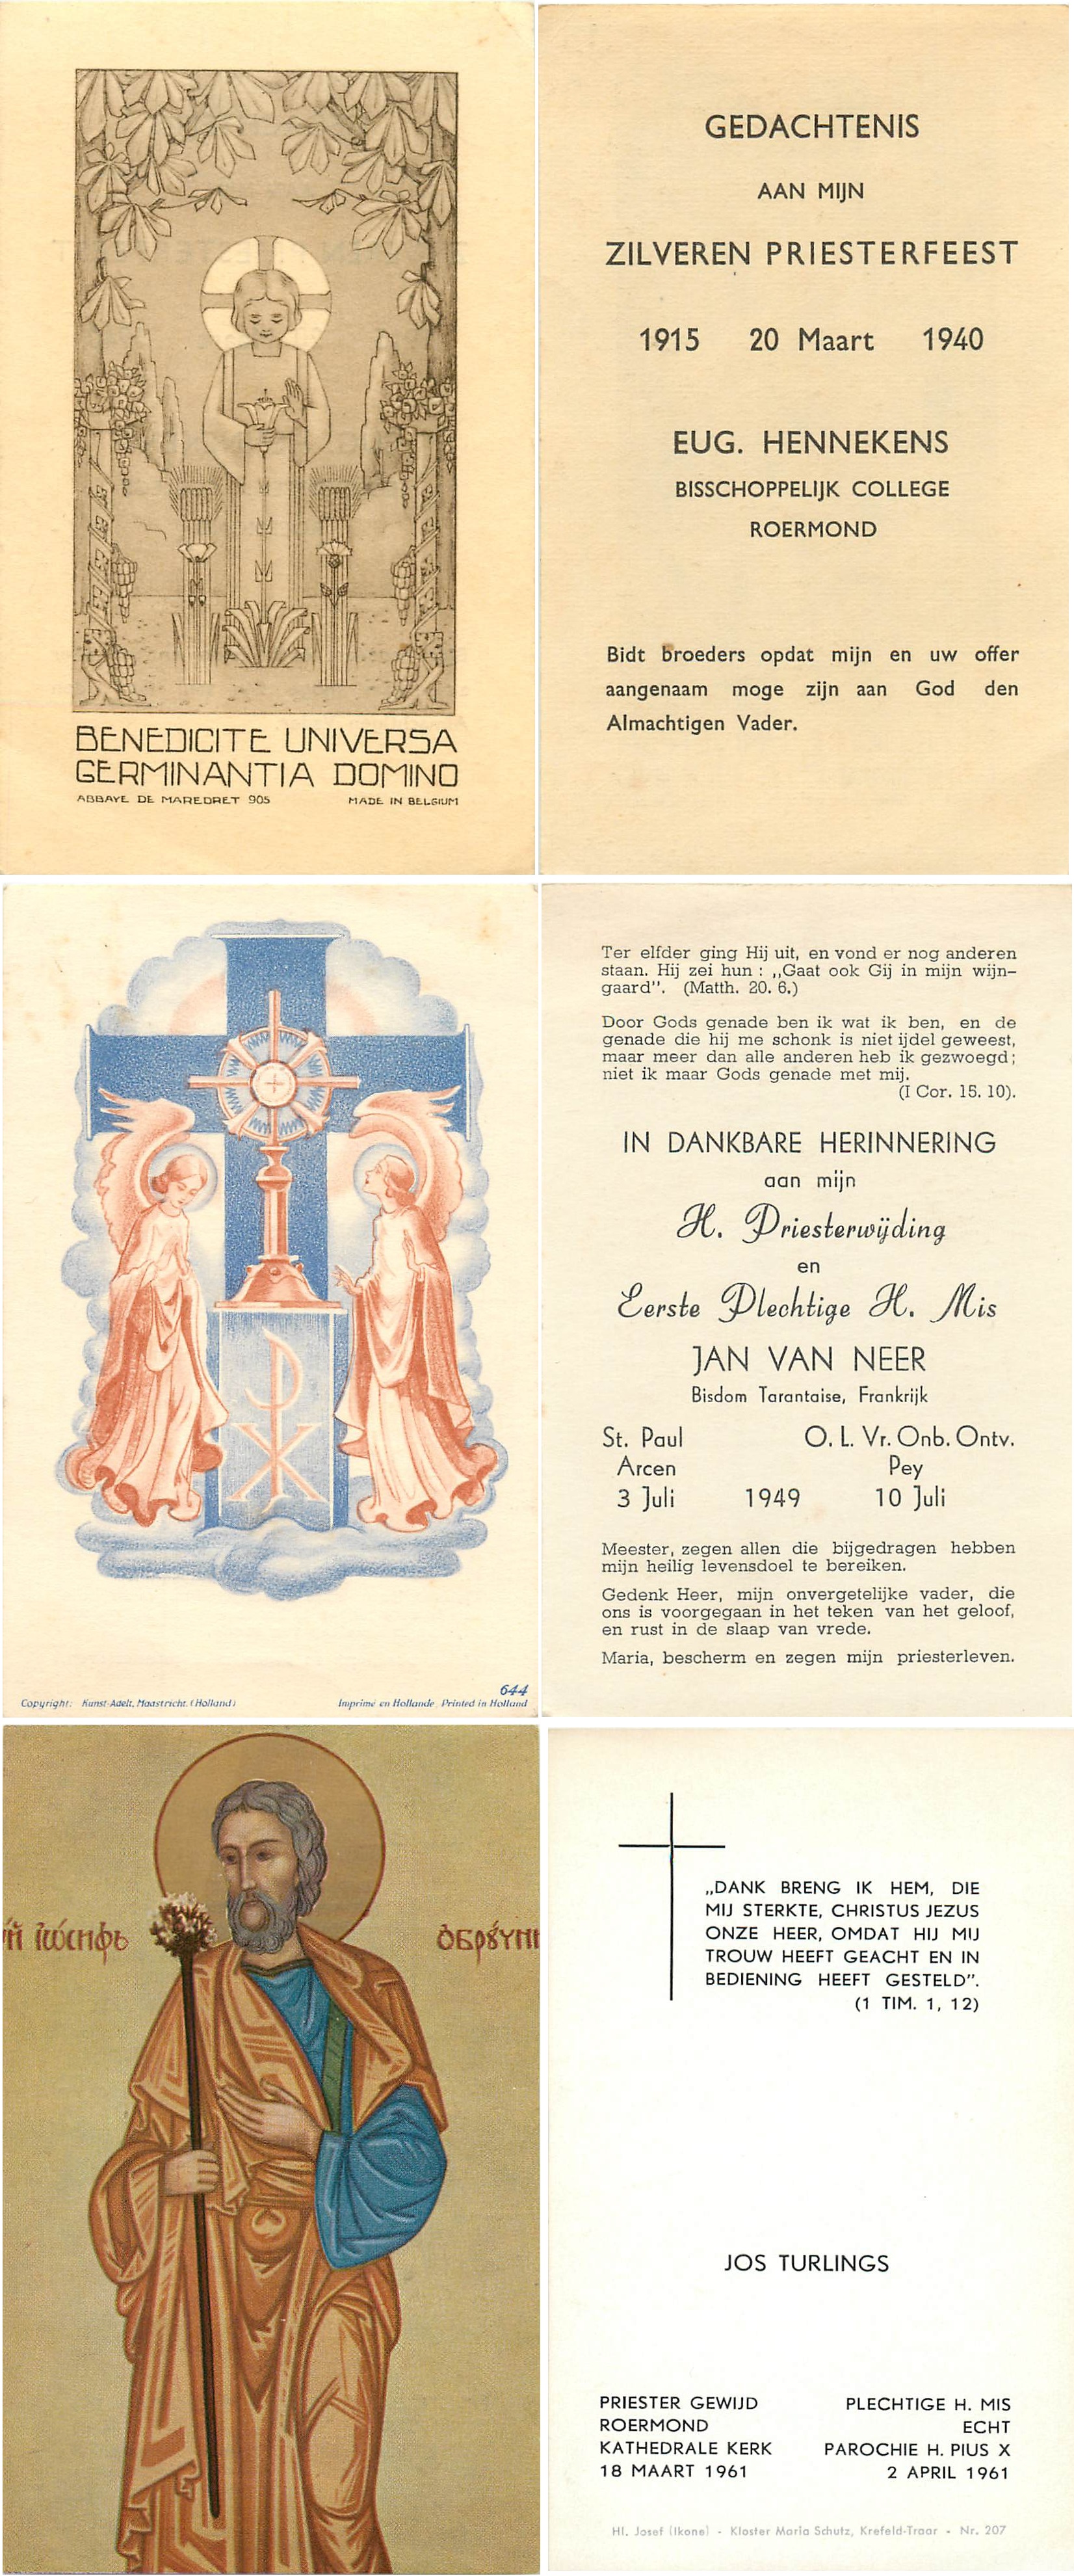 BENEDICITE UNIVERSA
GERMINANTIA DOMINO
ABBAYE DE MAREDRET 905 MADE IN BELGIUM
GEDACHTENIS
AAN MIJN
ZILVEREN PRIESTERFEEST
1915 20 Maart 1940
EUG. HENNEKENS
BISSCHOPPELIJK COLLEGE
ROERMOND
Bidt broeders opdat mijn en uw offer
aangenaam moge zijn aan God den
Almachtigen Vader.
644
Copyright: Kunst-Adelt, Maastricht. (Holland) Imprimé en Hollande, Printed in Holland
Ter elfder ging Hij uit, en vond er nog anderen
staan. Hij zei hun : „Gaat ook Gij in mijn wijn-
gaard”. (Matth. 20. 6.)
Door Gods genade ben ik wat ik ben, en de
genade die hij me schonk is niet ijdel geweest,
maar meer dan alle anderen heb ik gezwoegd;
niet ik maar Gods genade met mij.
(I Cor. 15. 10).
IN DANKBARE HERINNERING
aan mijn
H. Priesterwijding
en
Eerste Plechtige H. Mis
JAN VAN NEER
Bisdom Tarantaise, Frankrijk
St. Paul O. L. Vr. Onb. Ontv.
Arcen Pey
3 Juli 1949 10 Juli
Meester, zegen allen die bijgedragen hebben
mijn heilig levensdoel te bereiken.
Gedenk Heer, mijn onvergetelijke vader, die
ons is voorgegaan in het teken van het geloof,
en rust in de slaap van vrede.
Maria, bescherm en zegen mijn priesterleven.
їѡсифъ ѻбрꙋчн
„DANK BRENG IK HEM, DIE
MIJ STERKTE, CHRISTUS JEZUS
ONZE HEER, OMDAT HIJ MIJ
TROUW HEEFT GEACHT EN IN
BEDIENING HEEFT GESTELD”.
(1 TIM. 1, 12)
JOS TURLINGS
PRIESTER GEWIJD
ROERMOND
KATHEDRALE KERK
18 MAART 1961
PLECHTIGE H. MIS
ECHT
PAROCHIE H. PIUS X
2 APRIL 1961
Hl. Josef (Ikone) - Kloster Maria Schutz, Krefeld-Traar - Nr. 207